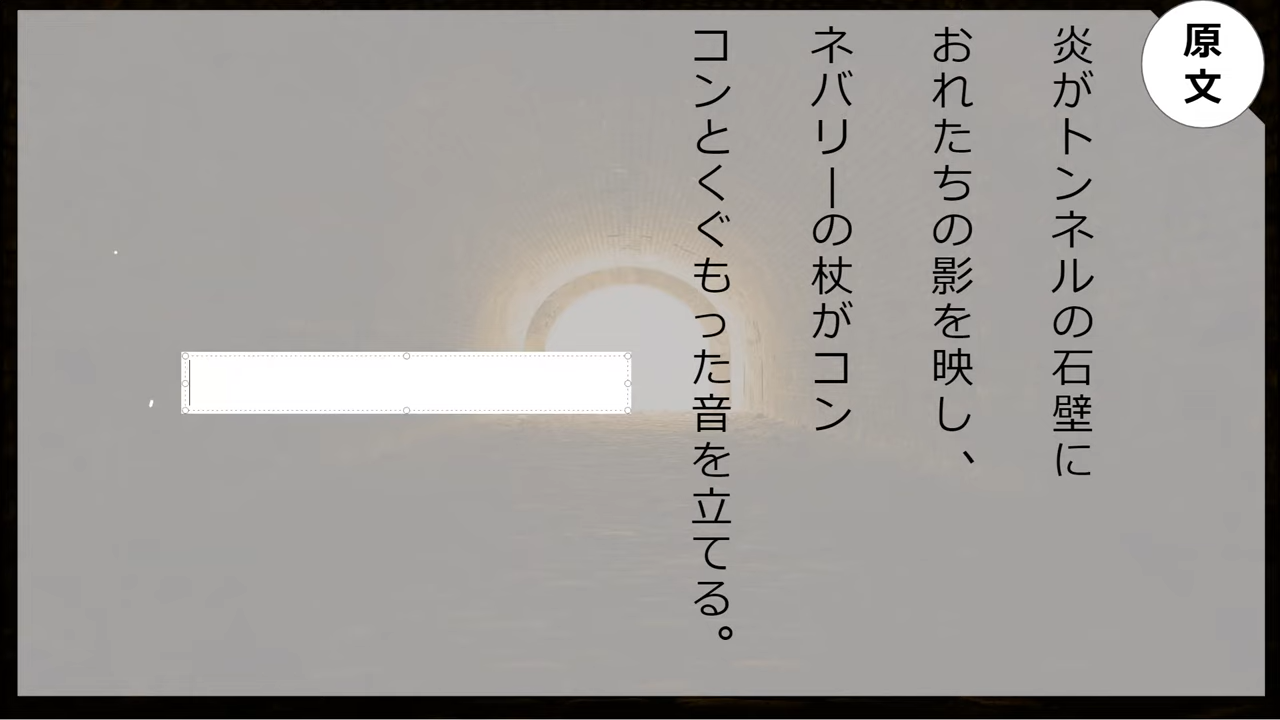 原文
炎がトンネルの石壁に
おれたちの影を映し、
ネバリーの杖がコン
コンとくぐもった音を立てる。